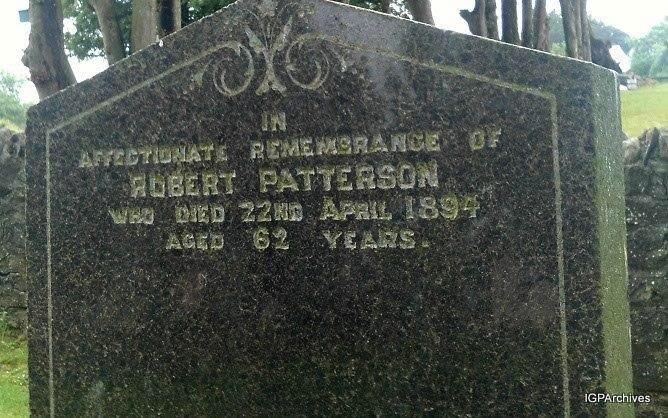 IN
AFFECTIONATE REMEMBRANCE OF
ROBERT PATTERSON
WHO DIED 22ND APRIL 1894
AGED 62 YEARS.
IGPArchives